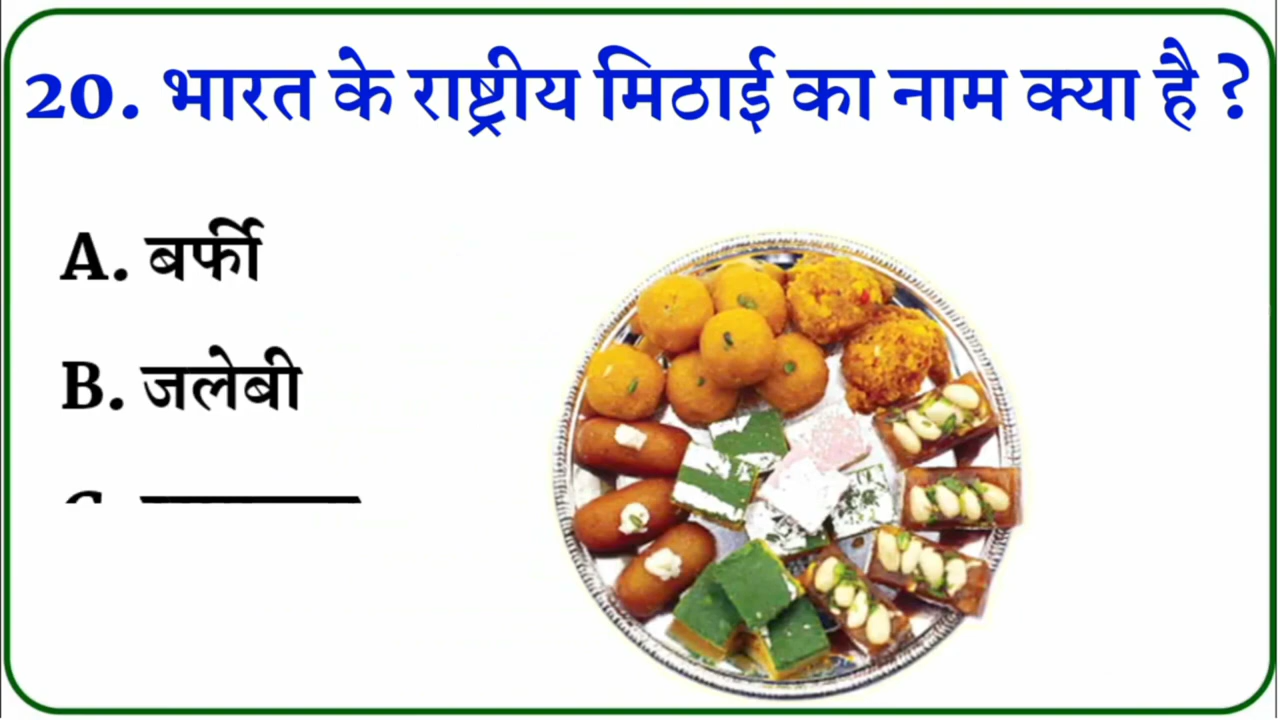 20. भारत के राष्ट्रीय मिठाई का नाम क्या है ?
A. बर्फी
B. जलेबी